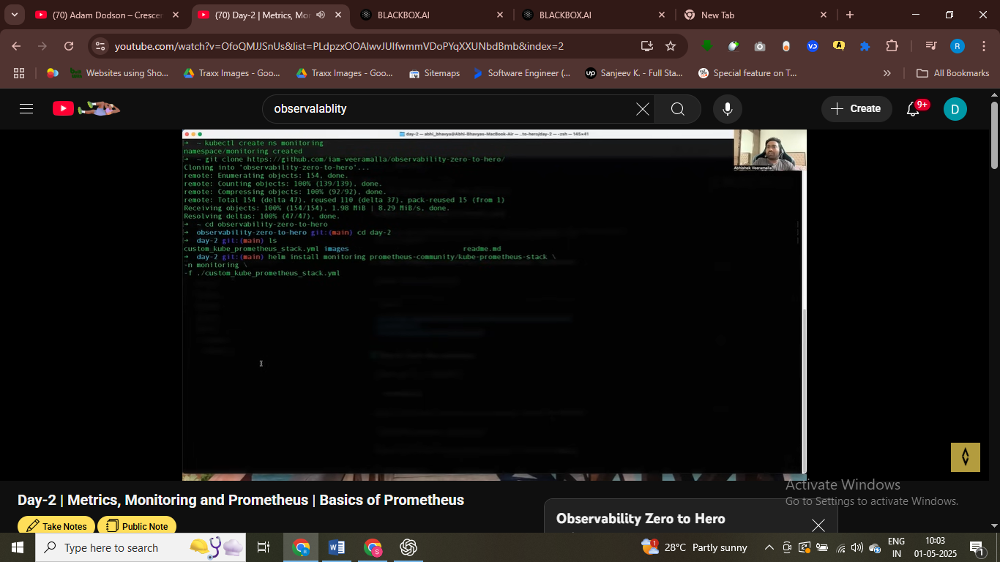 (70) Adam Dodson – Crescen
(70) Day-2 | Metrics, Mon
BLACKBOX.AI
BLACKBOX.AI
New Tab
youtube.com/watch?v=OfoQMJJSnUs&list=PLdpzxOOAlwvJUIfwmmVDoPYqXXUNbdBmb&index=2
Websites using Sho...
Traxx Images - Goo...
Traxx Images - Goo...
Sitemaps
Software Engineer (...
up
Sanjeev K. - Full Sta...
Special feature on T...
All Bookmarks
observalablity
Create
9+
D
day-2 — abhi_bhavya@Abhi-Bhavyas-MacBook-Air — ..to-hero/day-2 — -zsh — 145×41
➜ ~ kubectl create ns monitoring
namespace/monitoring created
➜ ~ git clone https://github.com/iam-veeramalla/observability-zero-to-hero/
Cloning into 'observability-zero-to-hero'...
remote: Enumerating objects: 154, done.
remote: Counting objects: 100% (139/139), done.
remote: Compressing objects: 100% (92/92), done.
remote: Total 154 (delta 47), reused 110 (delta 37), pack-reused 15 (from 1)
Receiving objects: 100% (154/154), 1.98 MiB | 8.29 MiB/s, done.
Resolving deltas: 100% (47/47), done.
➜ ~ cd observability-zero-to-hero
➜ observability-zero-to-hero git:(main) cd day-2
➜ day-2 git:(main) ls
custom_kube_prometheus_stack.yml images readme.md
➜ day-2 git:(main) helm install monitoring prometheus-community/kube-prometheus-stack \
-n monitoring \
-f ./custom_kube_prometheus_stack.yml
Abhishek Veeramalla
Day-2 | Metrics, Monitoring and Prometheus | Basics of Prometheus
Take Notes
Public Note
Observability Zero to Hero
Activate Windows
Go to Settings to activate Windows.
Type here to search
28°C Partly sunny
ENG
IN
10:03
01-05-2025